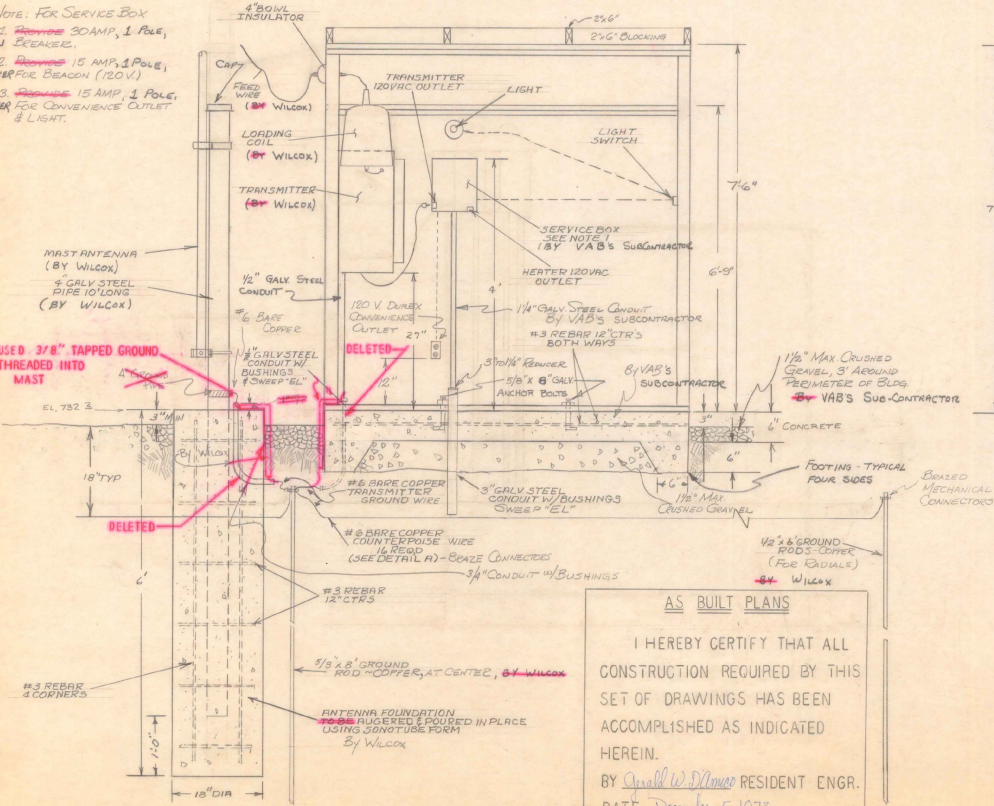 NOTE: FOR SERVICE BOX
1. PROVIDE 30 AMP, 1 POLE,
BREAKER.
2. PROVIDE 15 AMP, 1 POLE,
FOR BEACON (120 V.)
3. PROVIDE 15 AMP, 1 POLE,
FOR CONVENIENCE OUTLET
& LIGHT.
4" BOWL
INSULATOR
2"x6"
2"x6" BLOCKING
CAP
FEED
WIRE
(BY WILCOX)
TRANSMITTER
120VAC OUTLET
LIGHT
LOADING
COIL
(BY WILCOX)
LIGHT
SWITCH
TRANSMITTER
(BY WILCOX)
7'-6"
7
SERVICE BOX
SEE NOTE 1
BY VAB'S SUBCONTRACTOR
MAST ANTENNA
(BY WILCOX)
HEATER 120VAC
OUTLET
6'-9"
4" GALV STEEL
PIPE 10' LONG
(BY WILCOX)
1/2" GALV. STEEL
CONDUIT
4'
120 V. DUPLEX
CONVENIENCE
OUTLET
27"
1 1/4" GALV. STEEL CONDUIT
BY VAB'S SUBCONTRACTOR
#6 BARE
COPPER
#3 REBAR 12" CTR'S
BOTH WAYS
USED 3/8" TAPPED GROUND
THREADED INTO
MAST
GALV STEEL
CONDUIT W/
BUSHINGS
& SWEEP "EL"
DELETED
3" TO 1 1/4" REDUCER
5/8" x 8" GALV.
ANCHOR BOLTS
BY VAB'S
SUBCONTRACTOR
1 1/2" MAX. CRUSHED
GRAVEL, 3' AROUND
PERIMETER OF BLDG.
BY VAB'S SUB-CONTRACTOR
12"
EL. 732
3" MIN
3"
6" CONCRETE
BY WILCOX
6"
18" TYP
#6 BARE COPPER
TRANSMITTER
GROUND WIRE
3" GALV STEEL
CONDUIT W/BUSHINGS
SWEEP "EL"
6"
1 1/2" MAX.
CRUSHED GRAVEL
FOOTING - TYPICAL
FOUR SIDES
BRAZED
MECHANICAL
CONNECTORS
DELETED
#6 BARE COPPER
COUNTERPOISE WIRE
16 REQD
(SEE DETAIL A) - BRAZE CONNECTORS
1/2" x 6' GROUND
RODS - COPPER
(FOR RADIALS)
BY WILCOX
3/4" CONDUIT W/BUSHINGS
6'
#3 REBAR
12" CTRS
5/8" x 8' GROUND
ROD - COPPER, AT CENTER, BY WILCOX
#3 REBAR
4 CORNERS
ANTENNA FOUNDATION
TO BE AUGERED & POURED IN PLACE
USING SONOTUBE FORM
BY WILCOX
1'-0"
18" DIA
AS BUILT PLANS
I HEREBY CERTIFY THAT ALL
CONSTRUCTION REQUIRED BY THIS
SET OF DRAWINGS HAS BEEN
ACCOMPLISHED AS INDICATED
HEREIN.
BY Gerald W. D'Amico RESIDENT ENGR.
DATE December 5, 1977